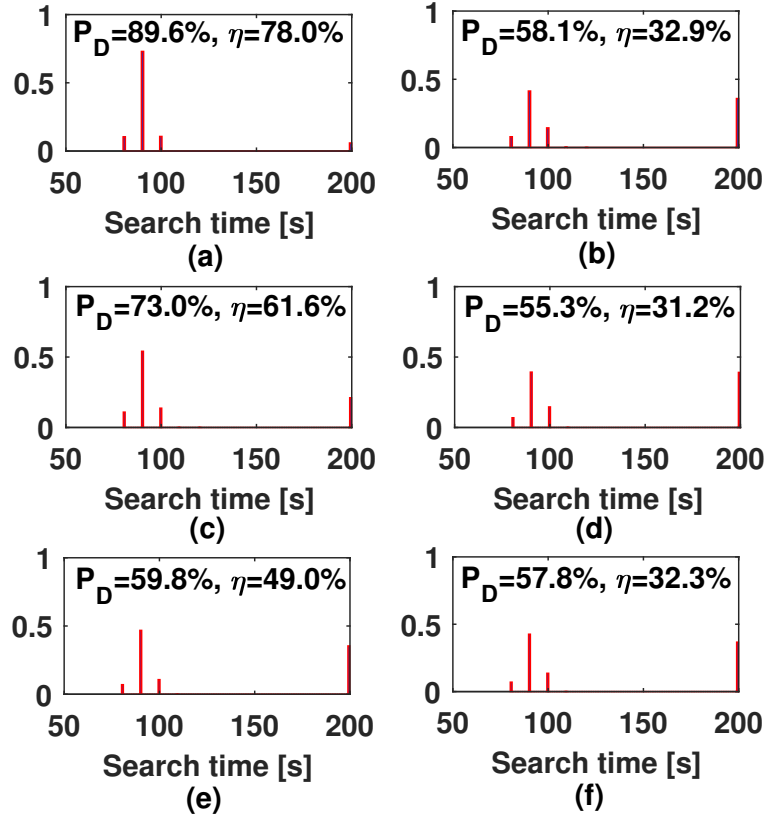 1
P_D=89.6%, η=78.0%
0.5
0
50 100 150 200
Search time [s]
(a)
1
P_D=58.1%, η=32.9%
0.5
0
50 100 150 200
Search time [s]
(b)
1
P_D=73.0%, η=61.6%
0.5
0
50 100 150 200
Search time [s]
(c)
1
P_D=55.3%, η=31.2%
0.5
0
50 100 150 200
Search time [s]
(d)
1
P_D=59.8%, η=49.0%
0.5
0
50 100 150 200
Search time [s]
(e)
1
P_D=57.8%, η=32.3%
0.5
0
50 100 150 200
Search time [s]
(f)